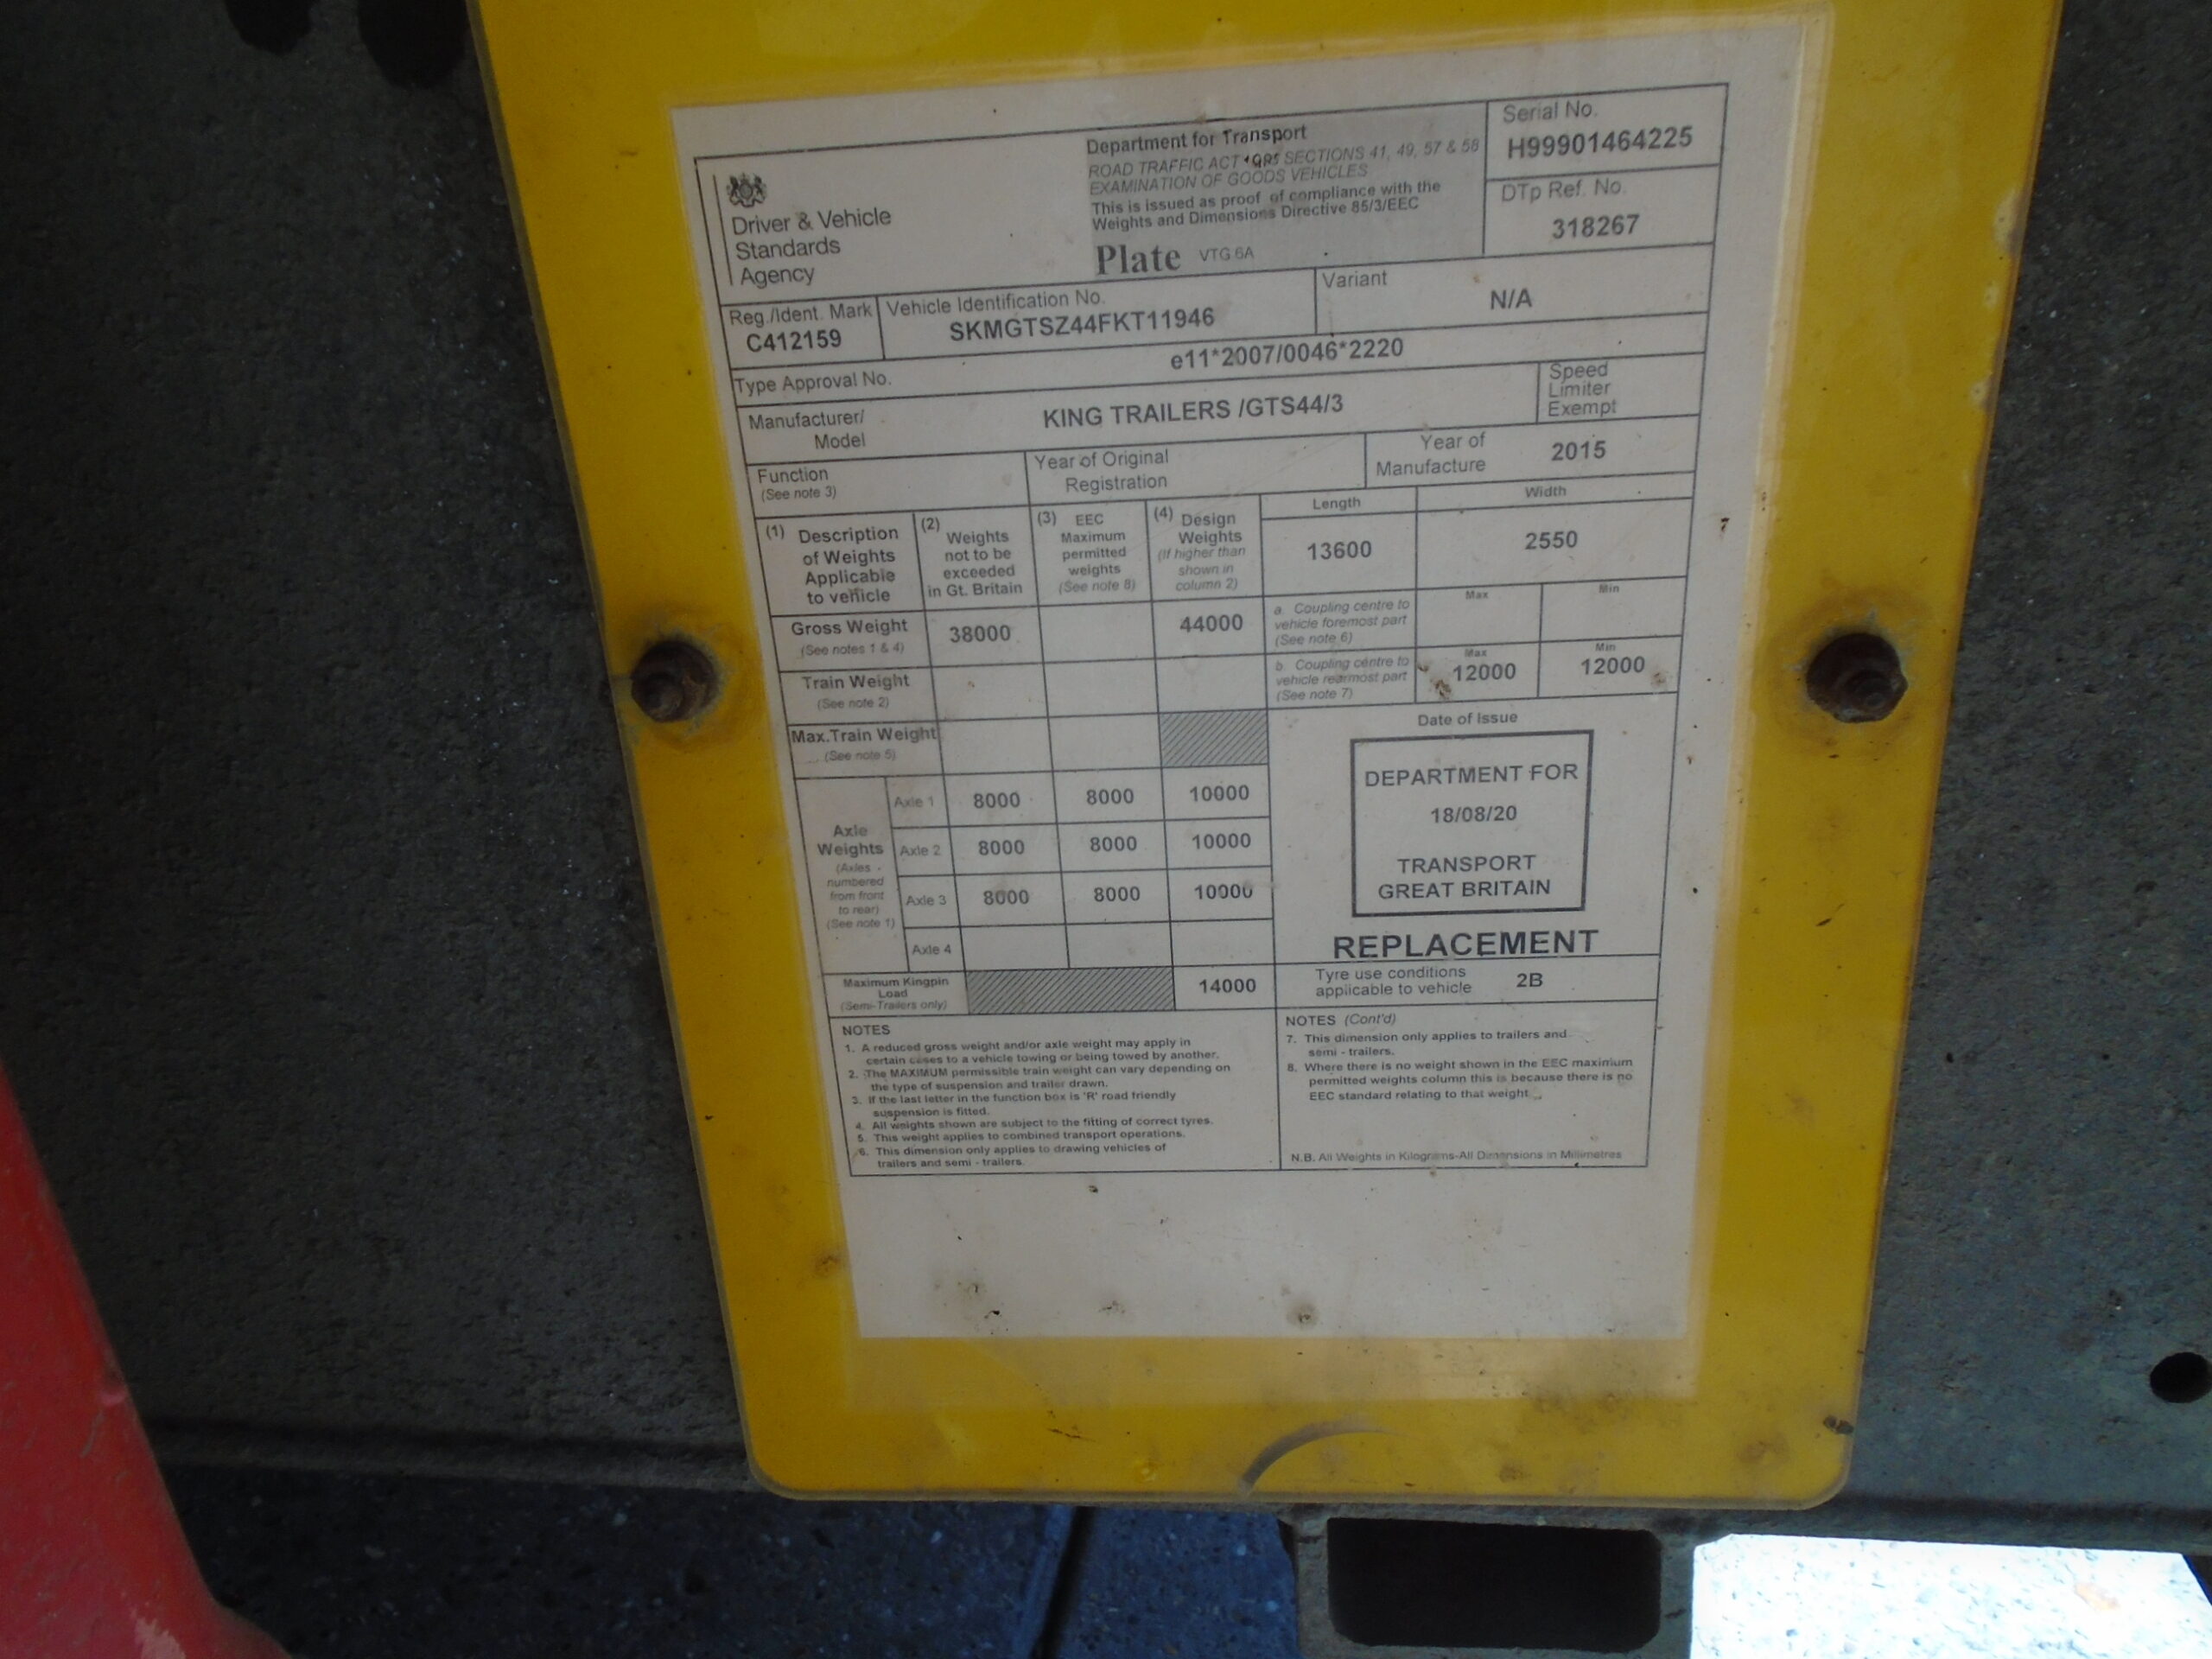 Driver & Vehicle
Standards
Agency
Department for Transport
ROAD TRAFFIC ACT SECTIONS 41, 49, 57 & 58
EXAMINATION OF GOODS VEHICLES
This is issued as proof of compliance with the
Weights and Dimensions Directive 85/3/EEC
Plate VTG 6A
Serial No.
H99901464225
DTp Ref. No.
318267
Reg./Ident. Mark
C412159
Vehicle Identification No.
SKMGTSZ44FKT11946
Variant
N/A
Type Approval No.
e11*2007/0046*2220
Manufacturer/
Model
KING TRAILERS /GTS44/3
Speed
Limiter
Exempt
Function
(See note 3)
Year of Original
Registration
Year of
Manufacture
2015
(1) Description
of Weights
Applicable
to vehicle
(2) Weights
not to be
exceeded
in Gt. Britain
(3) EEC
Maximum
permitted
weights
(See note 8)
(4) Design
Weights
(If higher than
shown in
column 2)
Length
13600
Width
2550
Gross Weight
(See notes 1 & 4)
38000
44000
a. Coupling centre to
vehicle foremost part
(See note 6)
Max
Min
Train Weight
(See note 2)
b. Coupling centre to
vehicle rearmost part
(See note 7)
Max
12000
Min
12000
Max.Train Weight
.... (See note 5)
Axle
Weights
(Axles -
numbered
from front
to rear)
(See note 1)
Axle 1 8000 8000 10000
Axle 2 8000 8000 10000
Axle 3 8000 8000 10000
Axle 4
Maximum Kingpin
Load
(Semi-Trailers only)
14000
Date of Issue
DEPARTMENT FOR
18/08/20
TRANSPORT
GREAT BRITAIN
REPLACEMENT
Tyre use conditions
applicable to vehicle
2B
NOTES
1. A reduced gross weight and/or axle weight may apply in
certain cases to a vehicle towing or being towed by another.
2. The MAXIMUM permissible train weight can vary depending on
the type of suspension and trailer drawn.
3. If the last letter in the function box is 'R' road friendly
suspension is fitted.
4. All weights shown are subject to the fitting of correct tyres.
5. This weight applies to combined transport operations.
6. This dimension only applies to drawing vehicles of
trailers and semi - trailers.
NOTES (Cont'd)
7. This dimension only applies to trailers and
semi - trailers.
8. Where there is no weight shown in the EEC maximum
permitted weights column this is because there is no
EEC standard relating to that weight
N.B. All Weights in Kilograms-All Dimensions in Millimetres